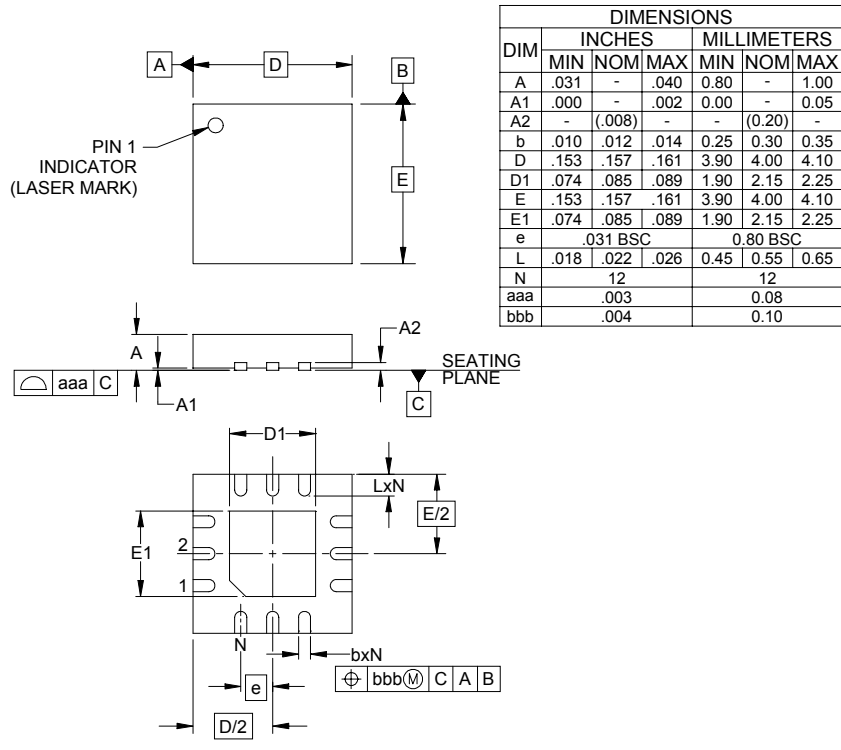 A
D
B
PIN 1
INDICATOR
(LASER MARK)
E
DIMENSIONS
DIM INCHES MILLIMETERS
MIN NOM MAX MIN NOM MAX
A .031 - .040 0.80 - 1.00
A1 .000 - .002 0.00 - 0.05
A2 - (.008) - - (0.20) -
b .010 .012 .014 0.25 0.30 0.35
D .153 .157 .161 3.90 4.00 4.10
D1 .074 .085 .089 1.90 2.15 2.25
E .153 .157 .161 3.90 4.00 4.10
E1 .074 .085 .089 1.90 2.15 2.25
e .031 BSC 0.80 BSC
L .018 .022 .026 0.45 0.55 0.65
N 12 12
aaa .003 0.08
bbb .004 0.10
A
A2
SEATING
PLANE
aaa C
A1
C
D1
LxN
E/2
E1
2
1
N
bxN
bbb Ⓜ C A B
e
D/2